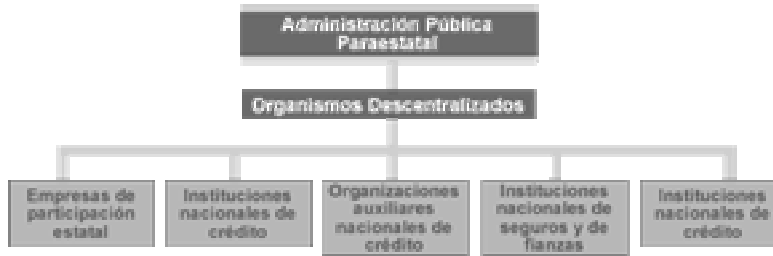 Administración Pública
Paraestatal
Organismos Descentralizados
Empresas de
participación
estatal
Instituciones
nacionales de
crédito
Organizaciones
auxiliares
nacionales de
crédito
Instituciones
nacionales de
seguros y de
fianzas
Instituciones
nacionales de
crédito